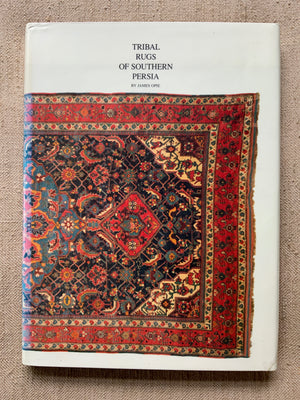 TRIBAL
RUGS
OF SOUTHERN
PERSIA
BY JAMES OPIE